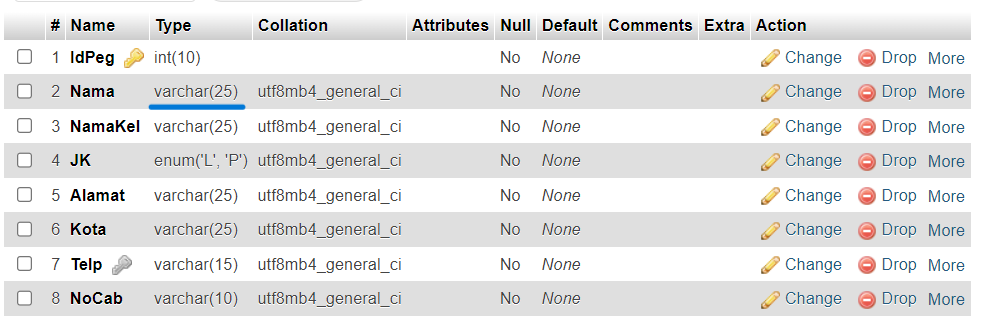 # Name Type Collation Attributes Null Default Comments Extra Action
1 IdPeg int(10) No None Change Drop More
2 Nama varchar(25) utf8mb4_general_ci No None Change Drop More
3 NamaKel varchar(25) utf8mb4_general_ci No None Change Drop More
4 JK enum('L', 'P') utf8mb4_general_ci No None Change Drop More
5 Alamat varchar(25) utf8mb4_general_ci No None Change Drop More
6 Kota varchar(25) utf8mb4_general_ci No None Change Drop More
7 Telp varchar(15) utf8mb4_general_ci No None Change Drop More
8 NoCab varchar(10) utf8mb4_general_ci No None Change Drop More